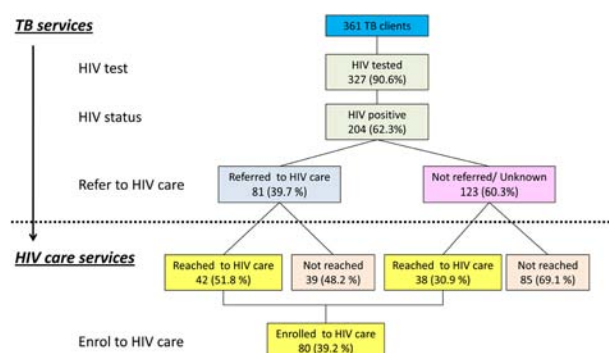 TB services
361 TB clients
HIV test
HIV tested
327 (90.6%)
HIV status
HIV positive
204 (62.3%)
Refer to HIV care
Referred to HIV care
81 (39.7 %)
Not referred/ Unknown
123 (60.3%)
HIV care services
Reached to HIV care
42 (51.8 %)
Not reached
39 (48.2 %)
Reached to HIV care
38 (30.9 %)
Not reached
85 (69.1 %)
Enrol to HIV care
Enrolled to HIV care
80 (39.2%)